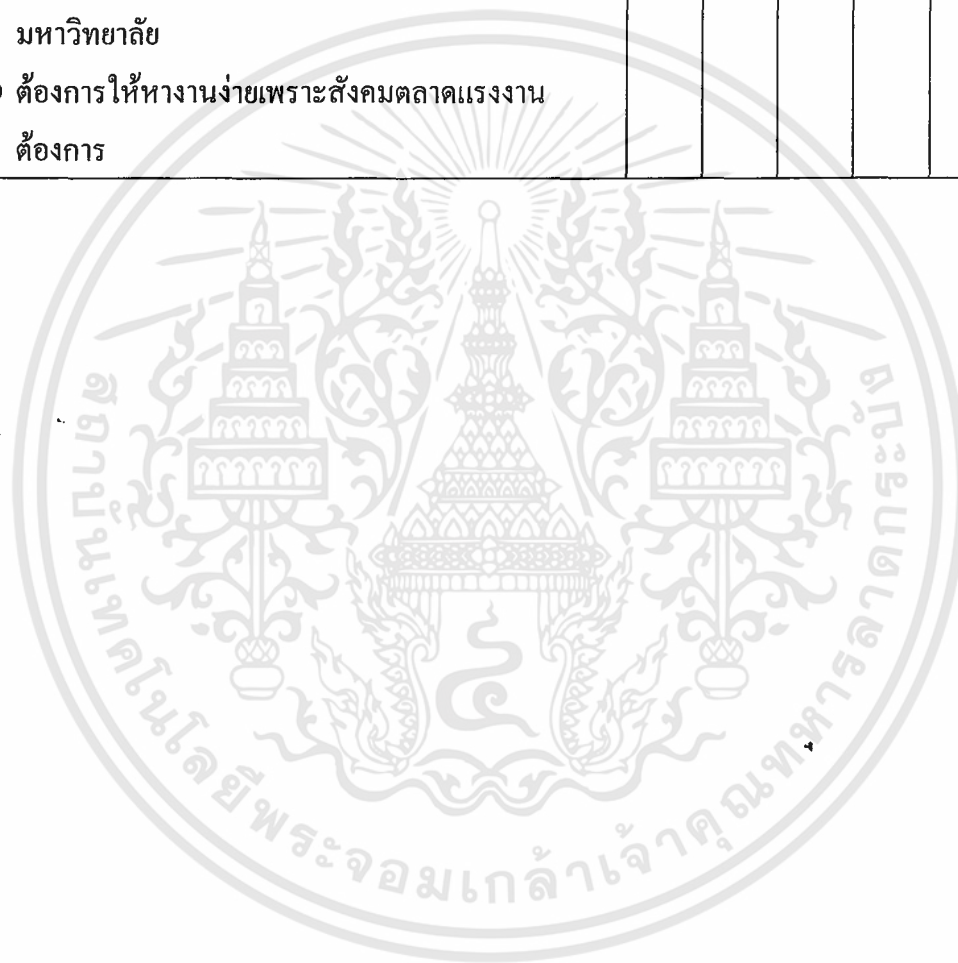 มหาวิทยาลัย
ต้องการให้หางานง่ายเพราะสังคมตลาดแรงงาน
ต้องการ
สถาบันเทคโนโลยีพระจอมเกล้าเจ้าคุณทหารลาดกระบัง